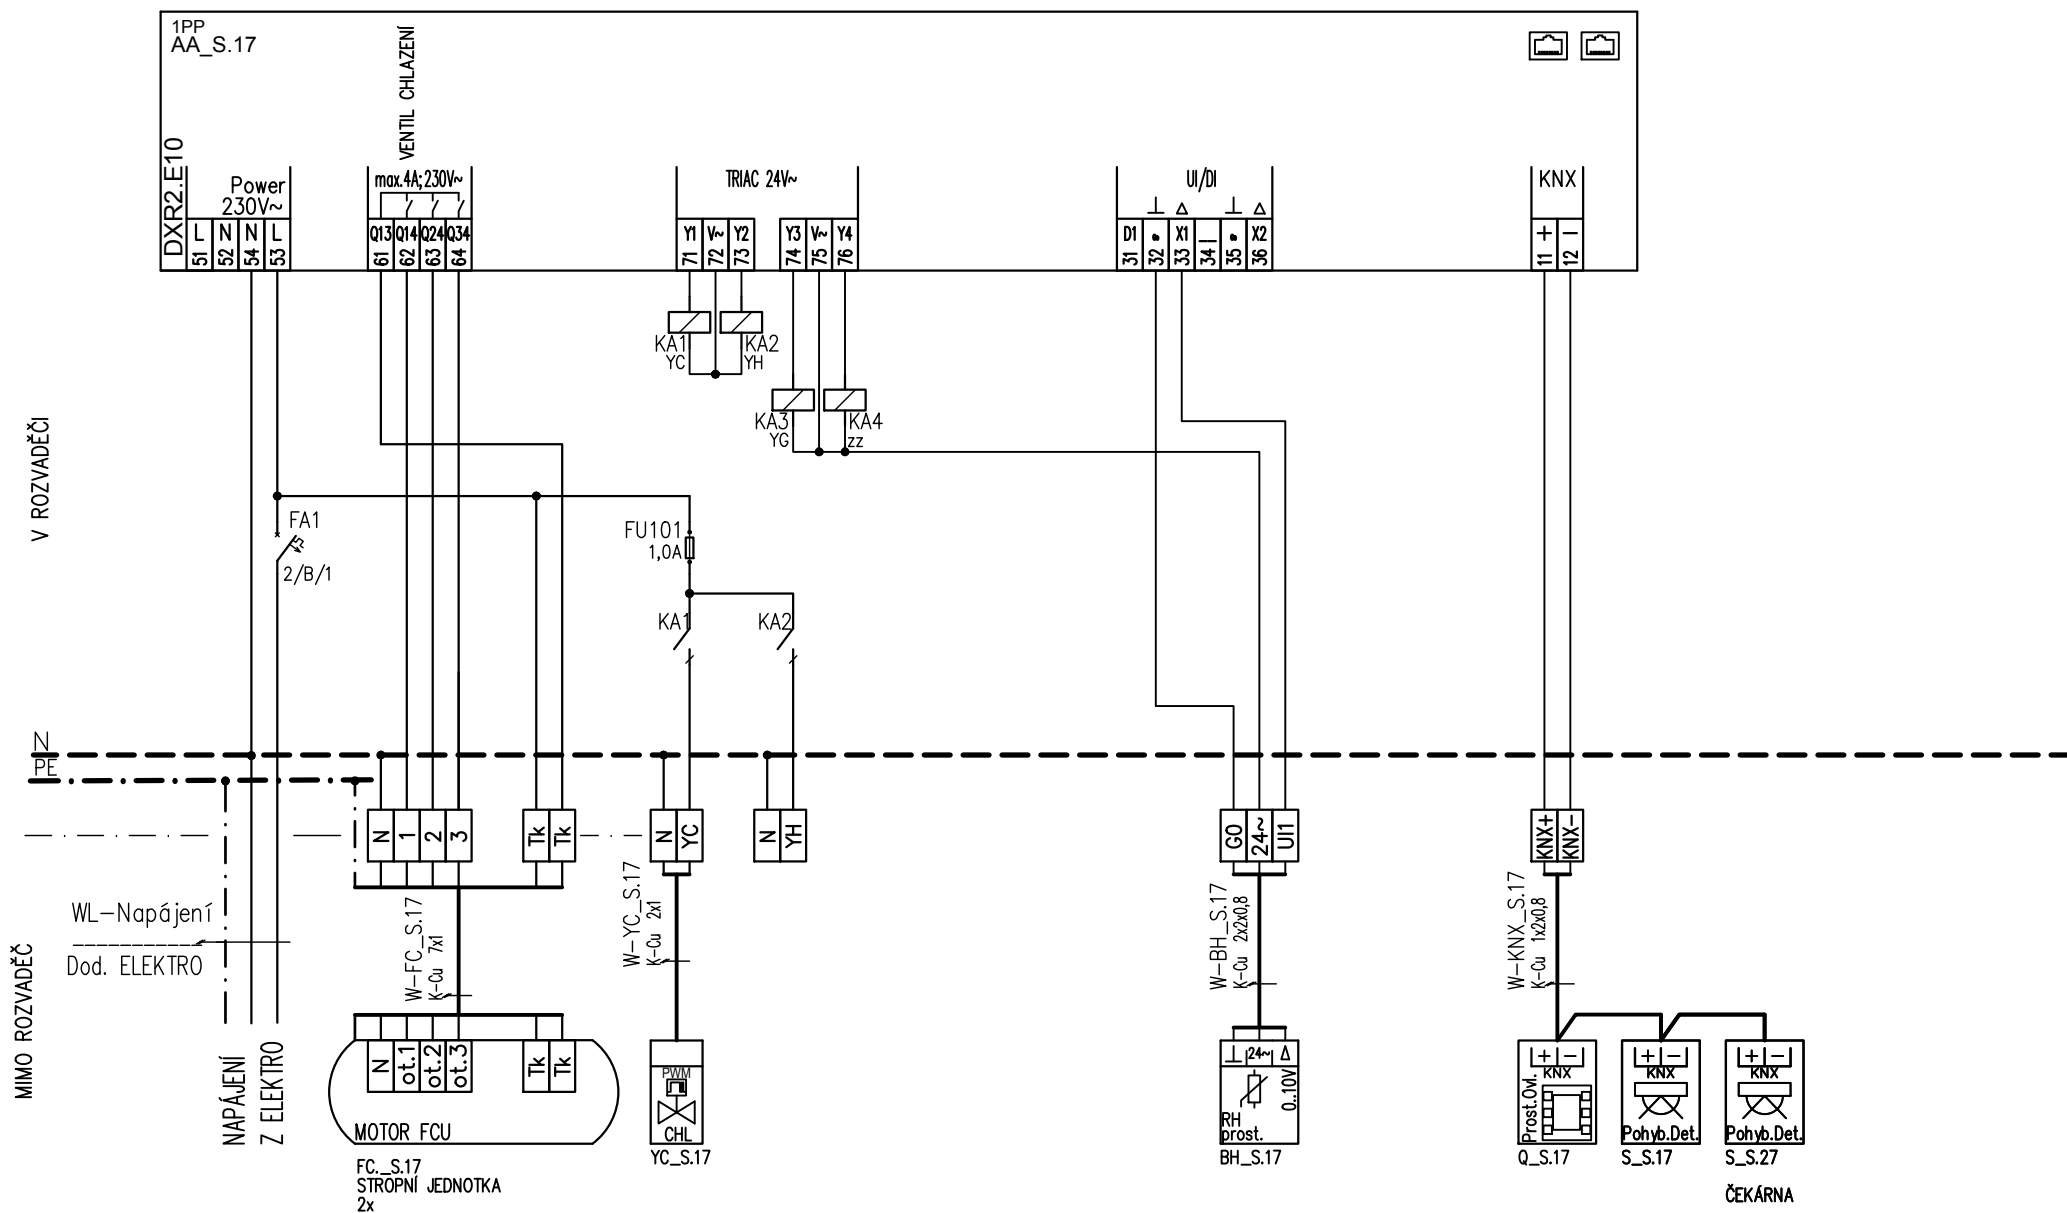 1PP
AA_S.17
DXR2.E10
VENTIL CHLAZENÍ
Power
230V~
max.4A;230V~
TRIAC 24V~
UI/DI
KNX
L N N L
51 52 54 53
Q13 Q14 Q24 Q34
61 62 63 64
Y1 V~ Y2
71 72 73
Y3 V~ Y4
74 75 76
D1 X1 X2
31 32 33 34 35 36
+ −
11 12
KA1
YC
KA2
YH
KA3
YG
KA4
zz
V ROZVADĚČI
FA1
2/B/1
FU101
1,0A
KA1
KA2
N
PE
N 1 2 3
Tk Tk
N YC
N YH
G0 24~ UI1
KNX+ KNX−
MIMO ROZVADĚČ
WL−Napájení
Dod. ELEKTRO
NAPÁJENÍ
Z ELEKTRO
W−FC_S.17
K−Cu 7x1
W−YC_S.17
K−Cu 2x1
W−BH_S.17
K−Cu 2x2x0,8
W−KNX_S.17
K−Cu 1x2x0,8
N ot.1 ot.2 ot.3
Tk Tk
MOTOR FCU
FC._S.17
STROPNÍ JEDNOTKA
2x
PWM
CHL
YC_S.17
24~
0..10V
RH
prost.
BH_S.17
+ −
KNX
Prost.Ovl.
Q_S.17
+ −
KNX
Pohyb.Det.
S_S.17
+ −
KNX
Pohyb.Det.
S_S.27
ČEKÁRNA